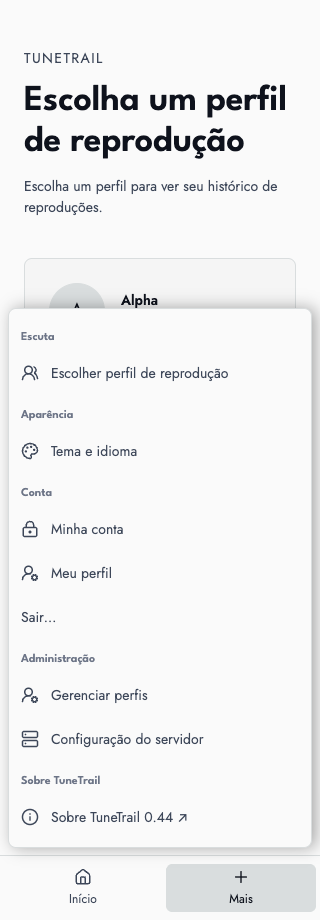 TUNETRAIL
Escolha um perfil
de reprodução
Escolha um perfil para ver seu histórico de
reproduções.
Alpha
Escuta
Escolher perfil de reprodução
Aparência
Tema e idioma
Conta
Minha conta
Meu perfil
Sair...
Administração
Gerenciar perfis
Configuração do servidor
Sobre TuneTrail
Sobre TuneTrail 0.44 ↗
Início
Mais